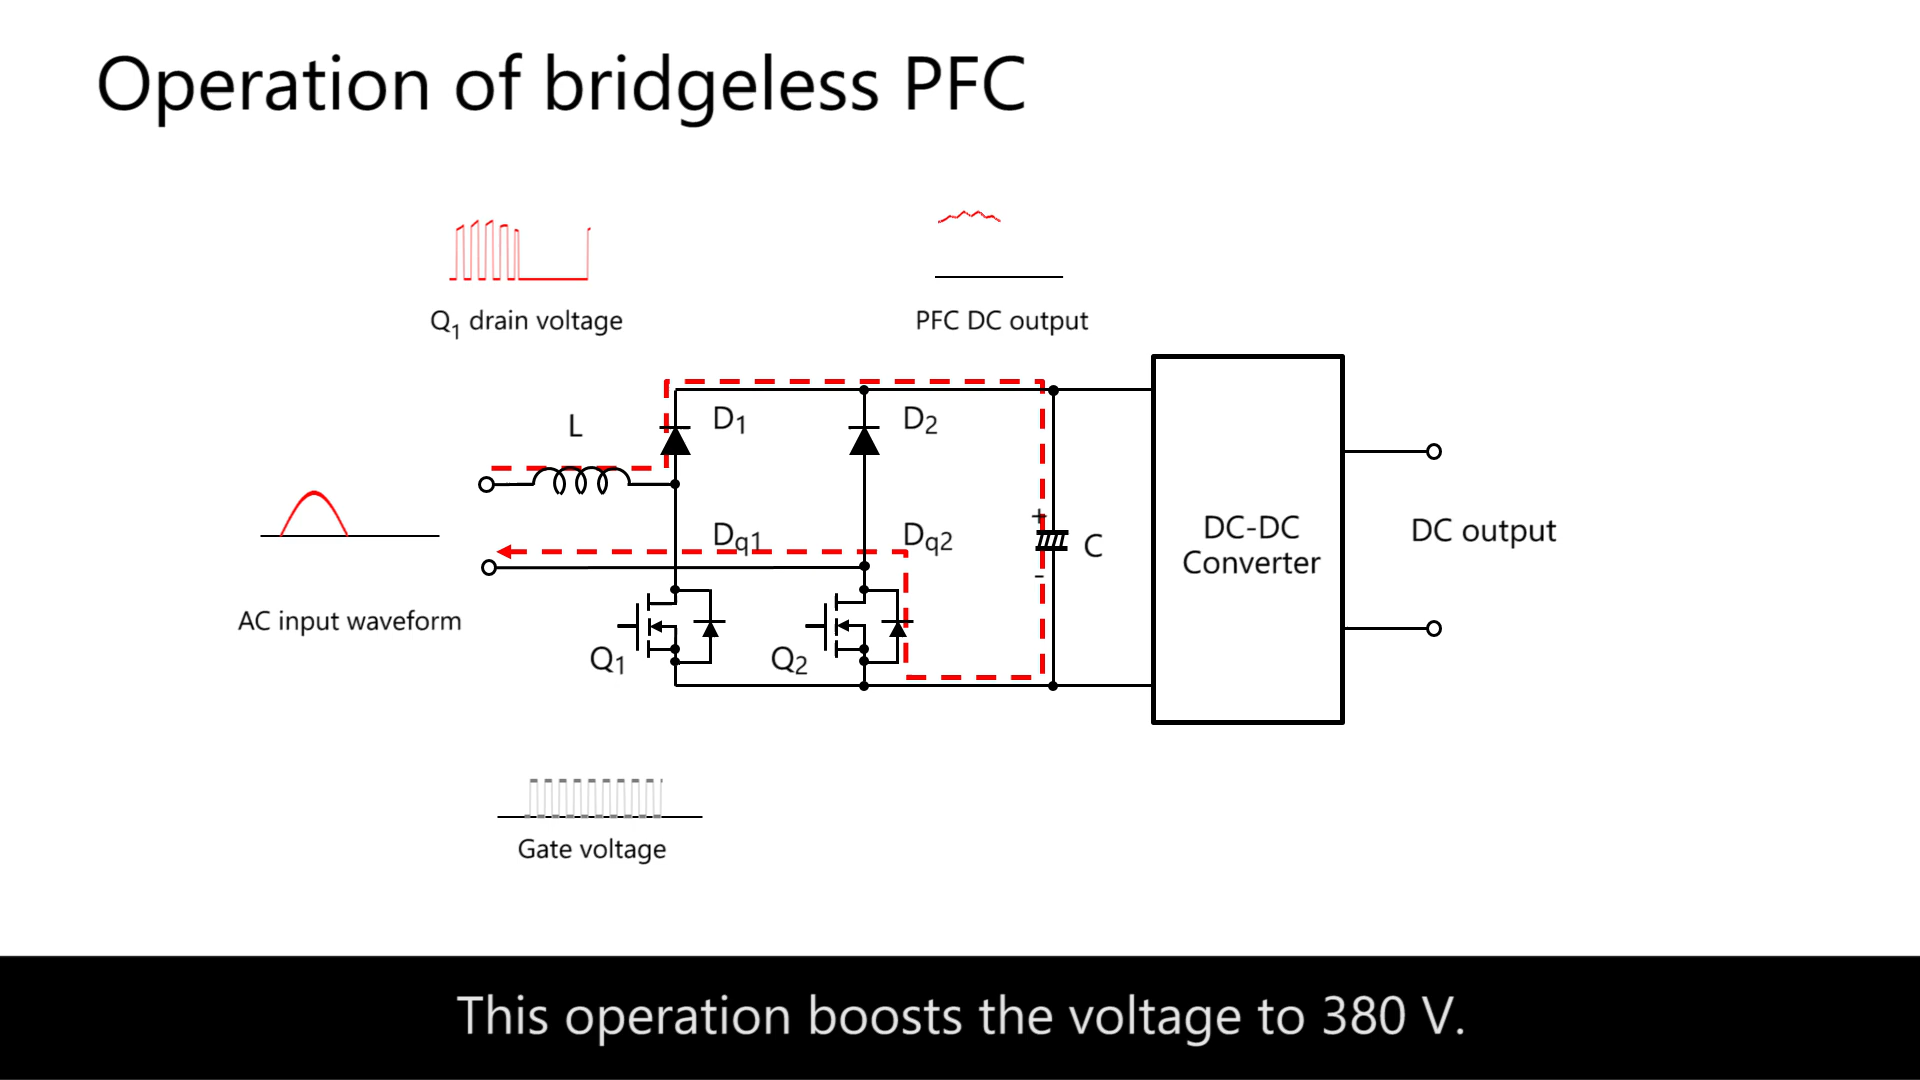 Operation of bridgeless PFC
Q1 drain voltage
PFC DC output
L
D1
D2
Dq1
Dq2
+
-
C
DC-DC
Converter
DC output
AC input waveform
Q1
Q2
Gate voltage
This operation boosts the voltage to 380 V.